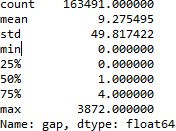 count    163491.000000
mean          9.275495
std          49.817422
min           0.000000
25%           0.000000
50%           1.000000
75%           4.000000
max        3872.000000
Name: gap, dtype: float64